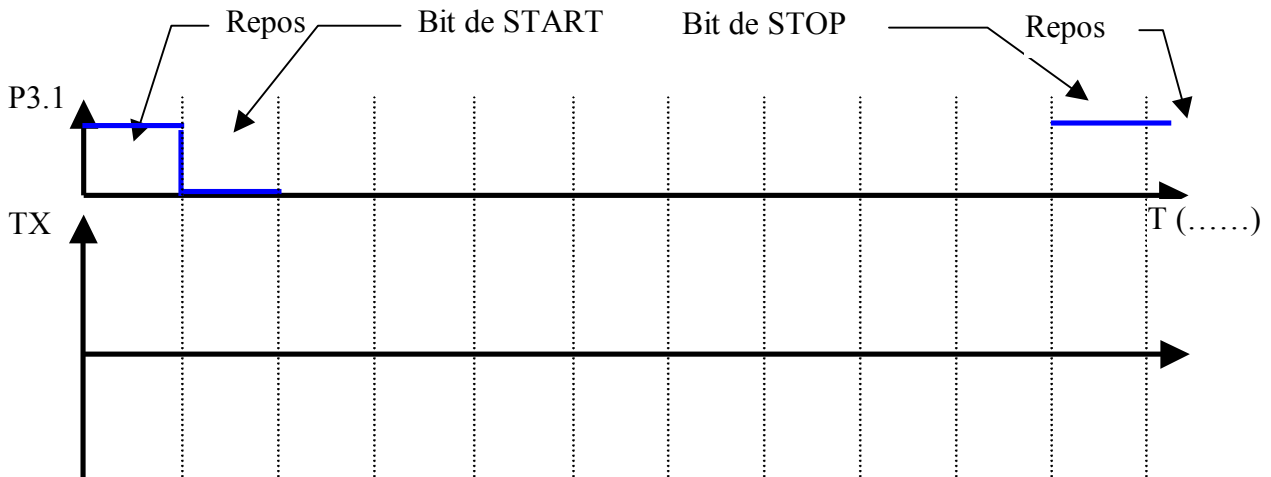 Repos Bit de START Bit de STOP Repos
P3.1
TX T (……)